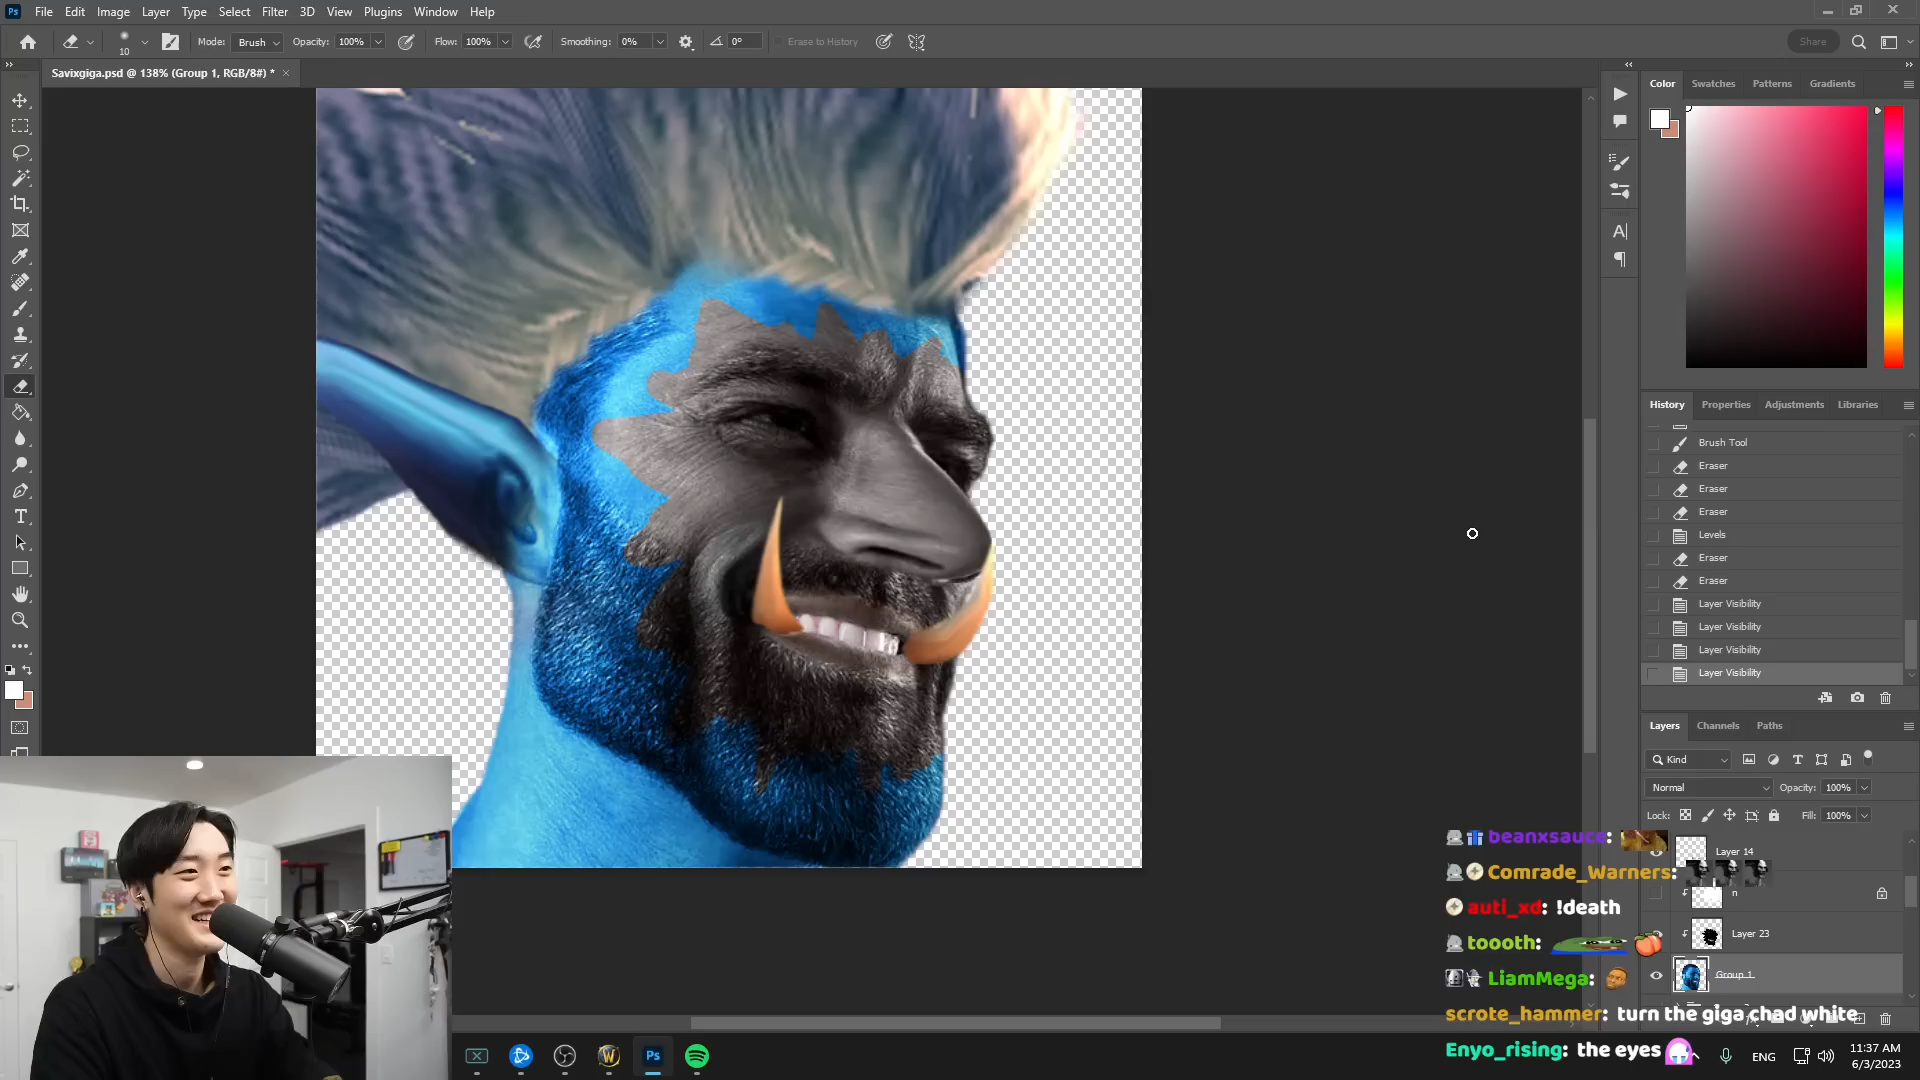 Ps File Edit Image Layer Type Select Filter 3D View Plugins Window Help
10 Mode: Brush Opacity: 100% Flow: 100% Smoothing: 0% 0° Erase to History Share
Savixgiga.psd @ 138% (Group 1, RGB/8#) *
Color Swatches Patterns Gradients
History Properties Adjustments Libraries
Brush Tool
Eraser
Eraser
Eraser
Levels
Eraser
Eraser
Layer Visibility
Layer Visibility
Layer Visibility
Layer Visibility
Layers Channels Paths
Kind
Normal Opacity: 100%
Lock: Fill: 100%
Layer 14
n
Layer 23
Group 1
beanxsauce:
Comrade_Warners:
auti_xd: !death
toooth:
LiamMega:
scrote_hammer: turn the giga chad white
Enyo_rising: the eyes
Ps
ENG
11:37 AM
6/3/2023